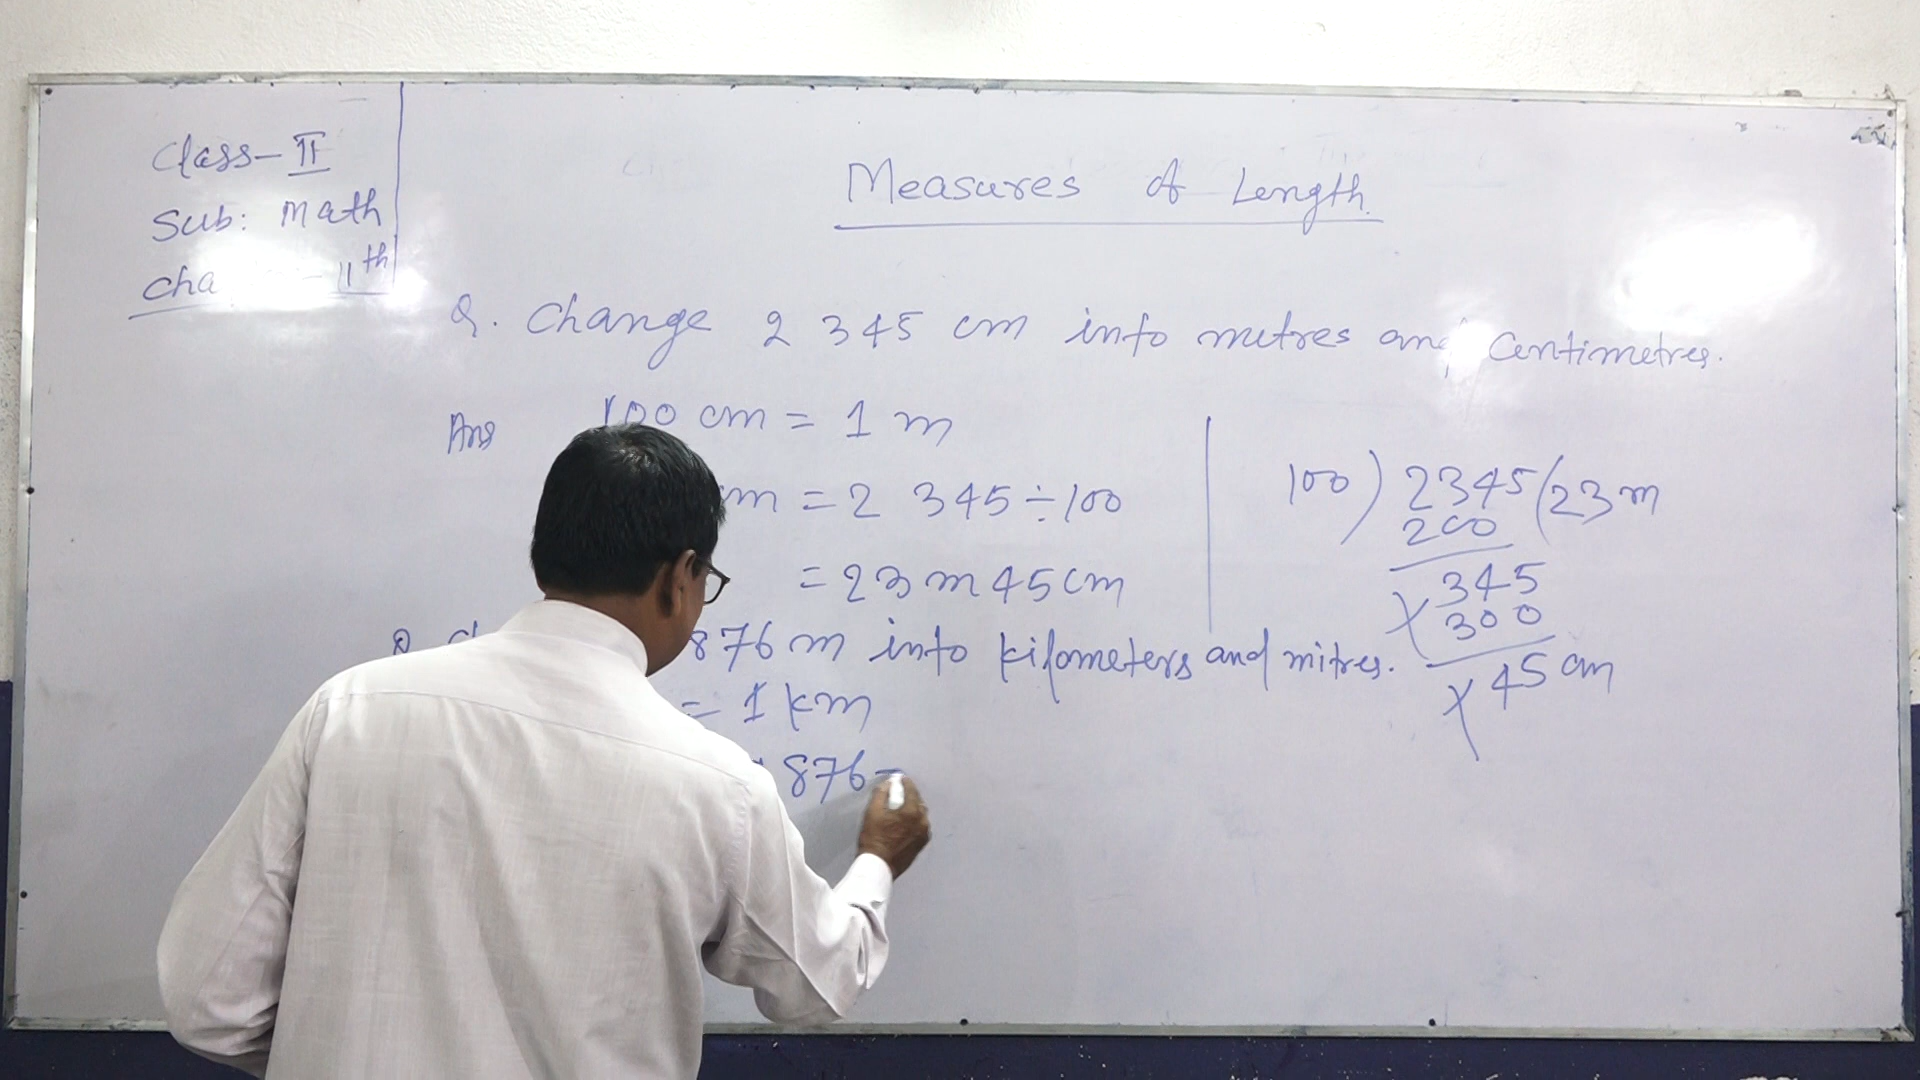 Class - II
Sub: Math
Cha - 11th
Measures of Length.
Q. Change 2 345 cm into metres and Centimetres.
Ans 100 cm = 1 m
cm = 2 345 ÷ 100
= 23 m 45 cm
Q. 876 m into kilometers and mitres.
= 1 km
876
100 ) 2345 ( 23 m
200
345
300
45 cm